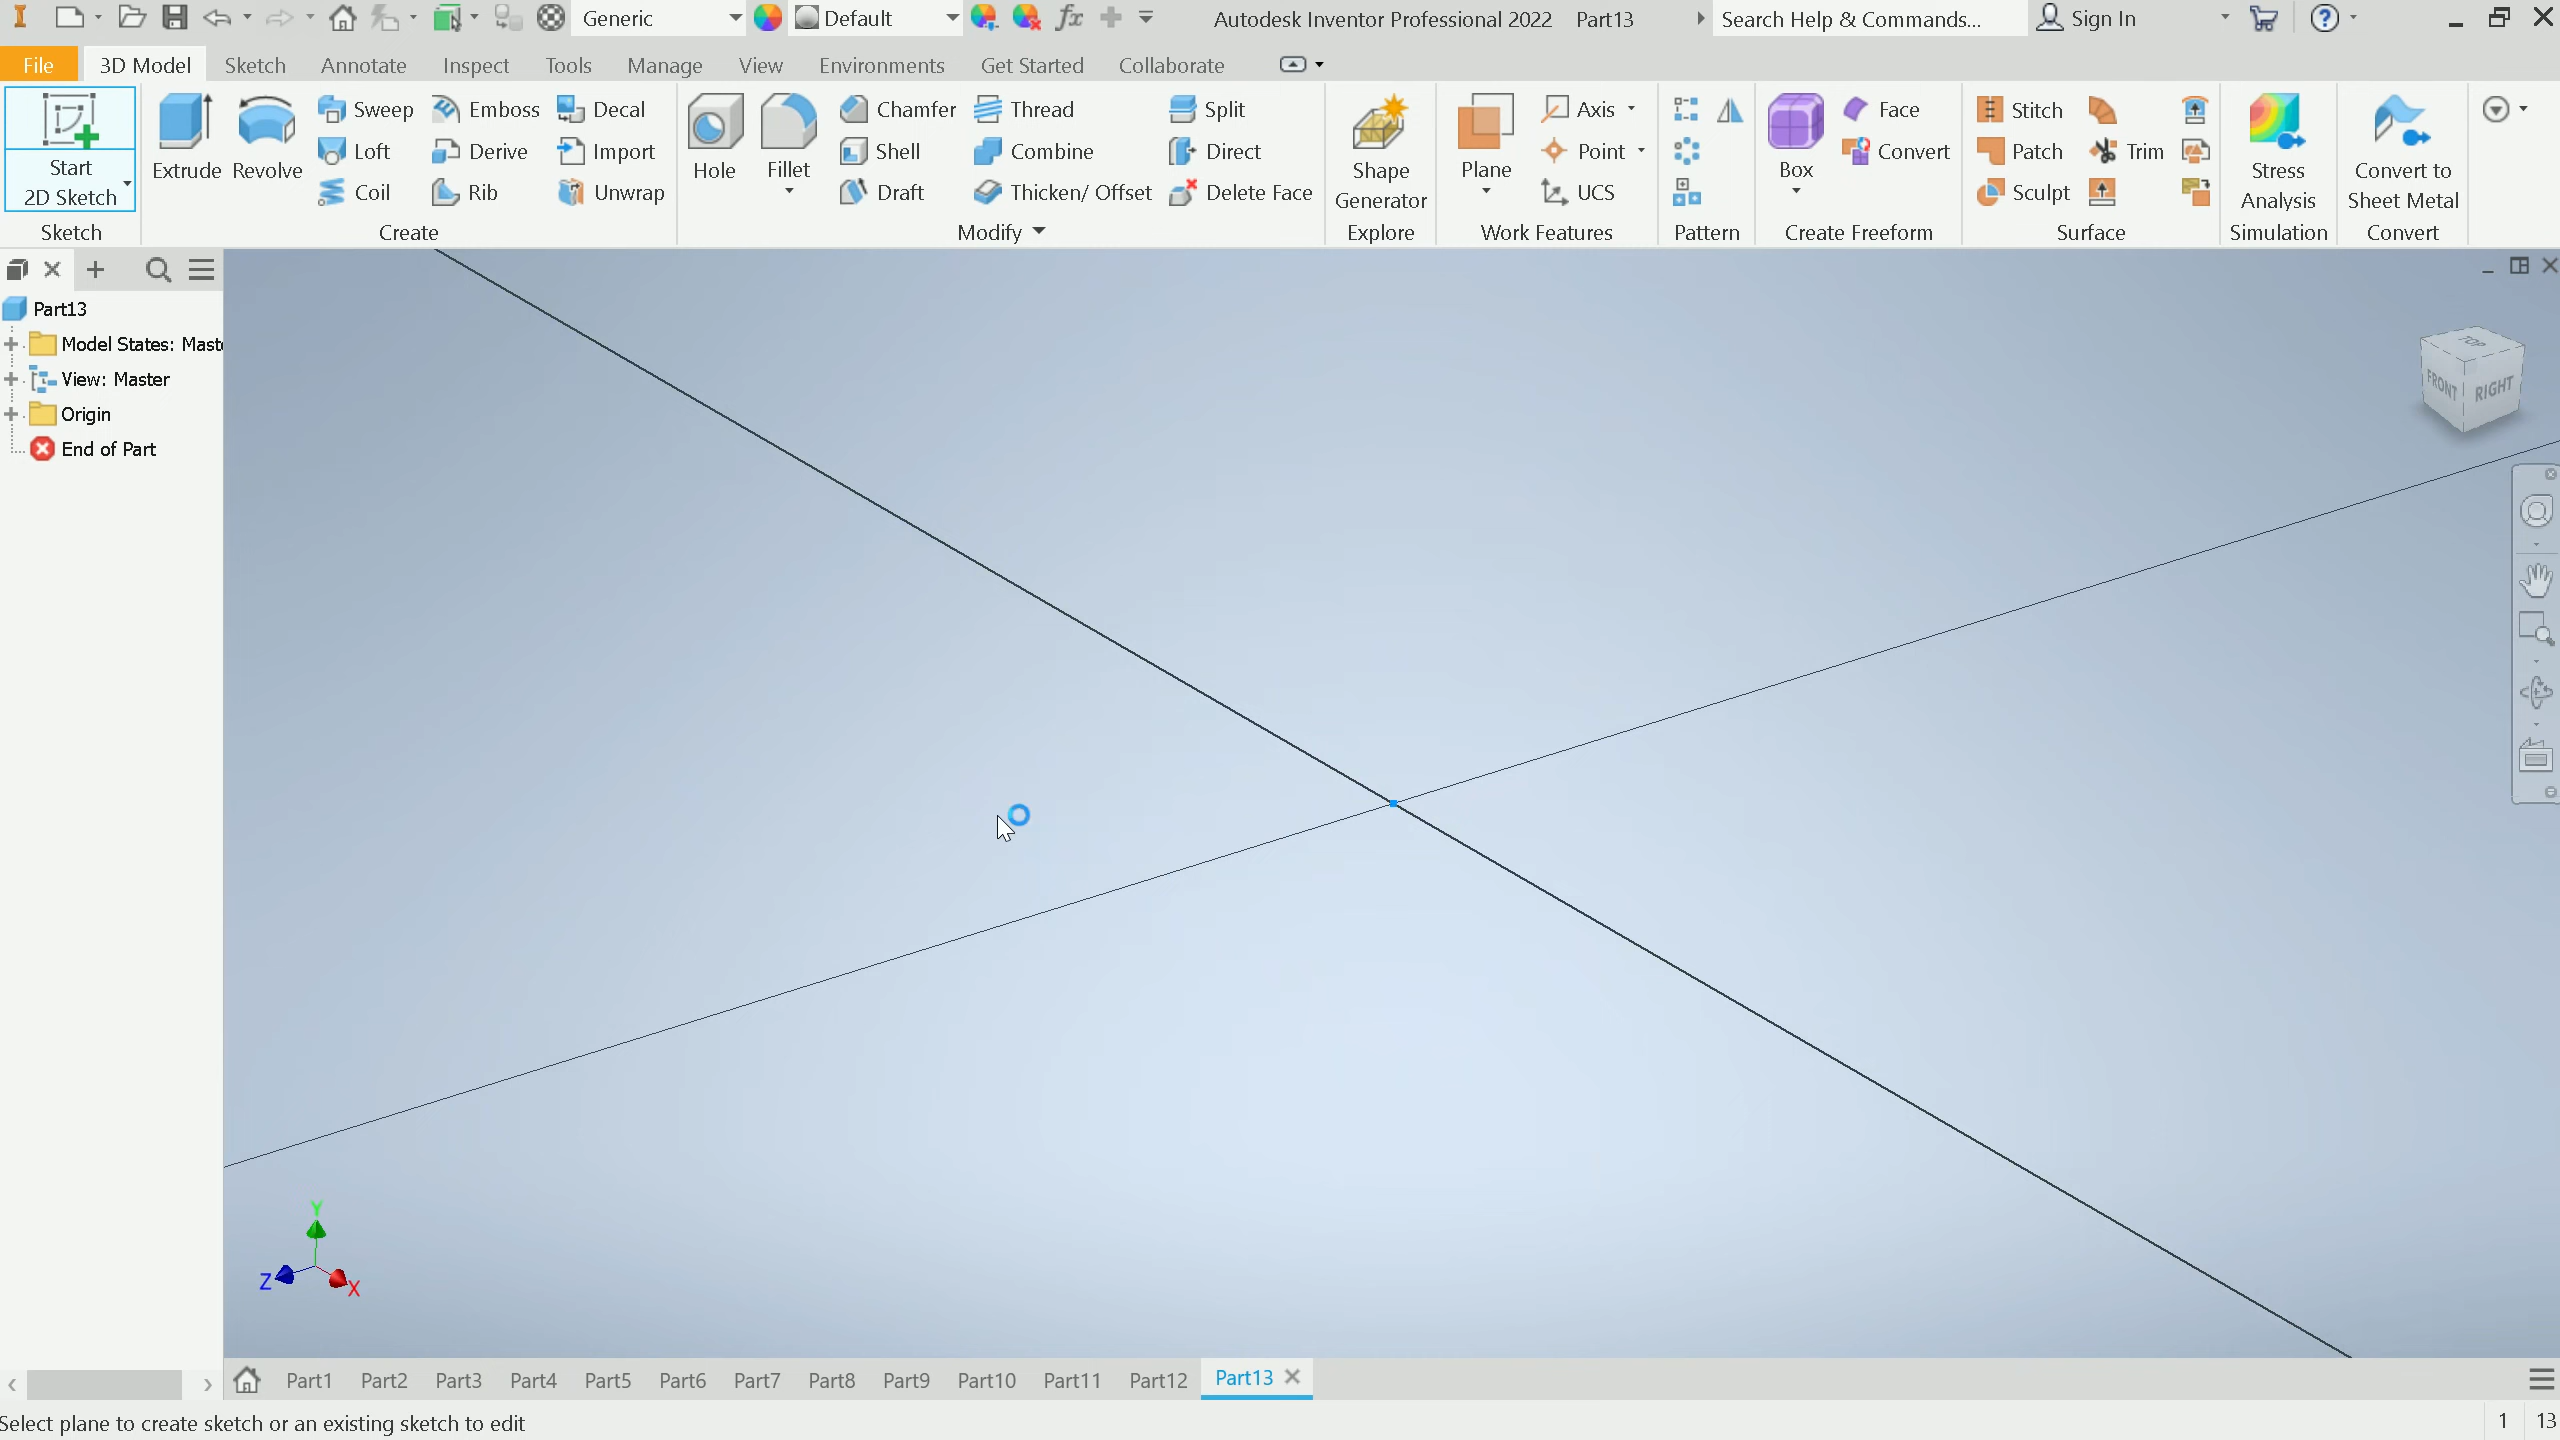 Generic Default Autodesk Inventor Professional 2022 Part13 Search Help & Commands... Sign In
File 3D Model Sketch Annotate Inspect Tools Manage View Environments Get Started Collaborate
Start
2D Sketch
Sketch
Extrude Revolve
Sweep Emboss Decal
Loft Derive Import
Coil Rib Unwrap
Create
Hole Fillet
Chamfer Thread Split
Shell Combine Direct
Draft Thicken/ Offset Delete Face
Modify
Shape
Generator
Explore
Plane
Axis
Point
UCS
Work Features
Pattern
Box
Face
Convert
Create Freeform
Stitch
Patch Trim
Sculpt
Surface
Stress
Analysis
Simulation
Convert to
Sheet Metal
Convert
Part13
Model States: Mast
View: Master
Origin
End of Part
TOP
FRONT RIGHT
Y
Z X
Part1 Part2 Part3 Part4 Part5 Part6 Part7 Part8 Part9 Part10 Part11 Part12 Part13
Select plane to create sketch or an existing sketch to edit 1 13